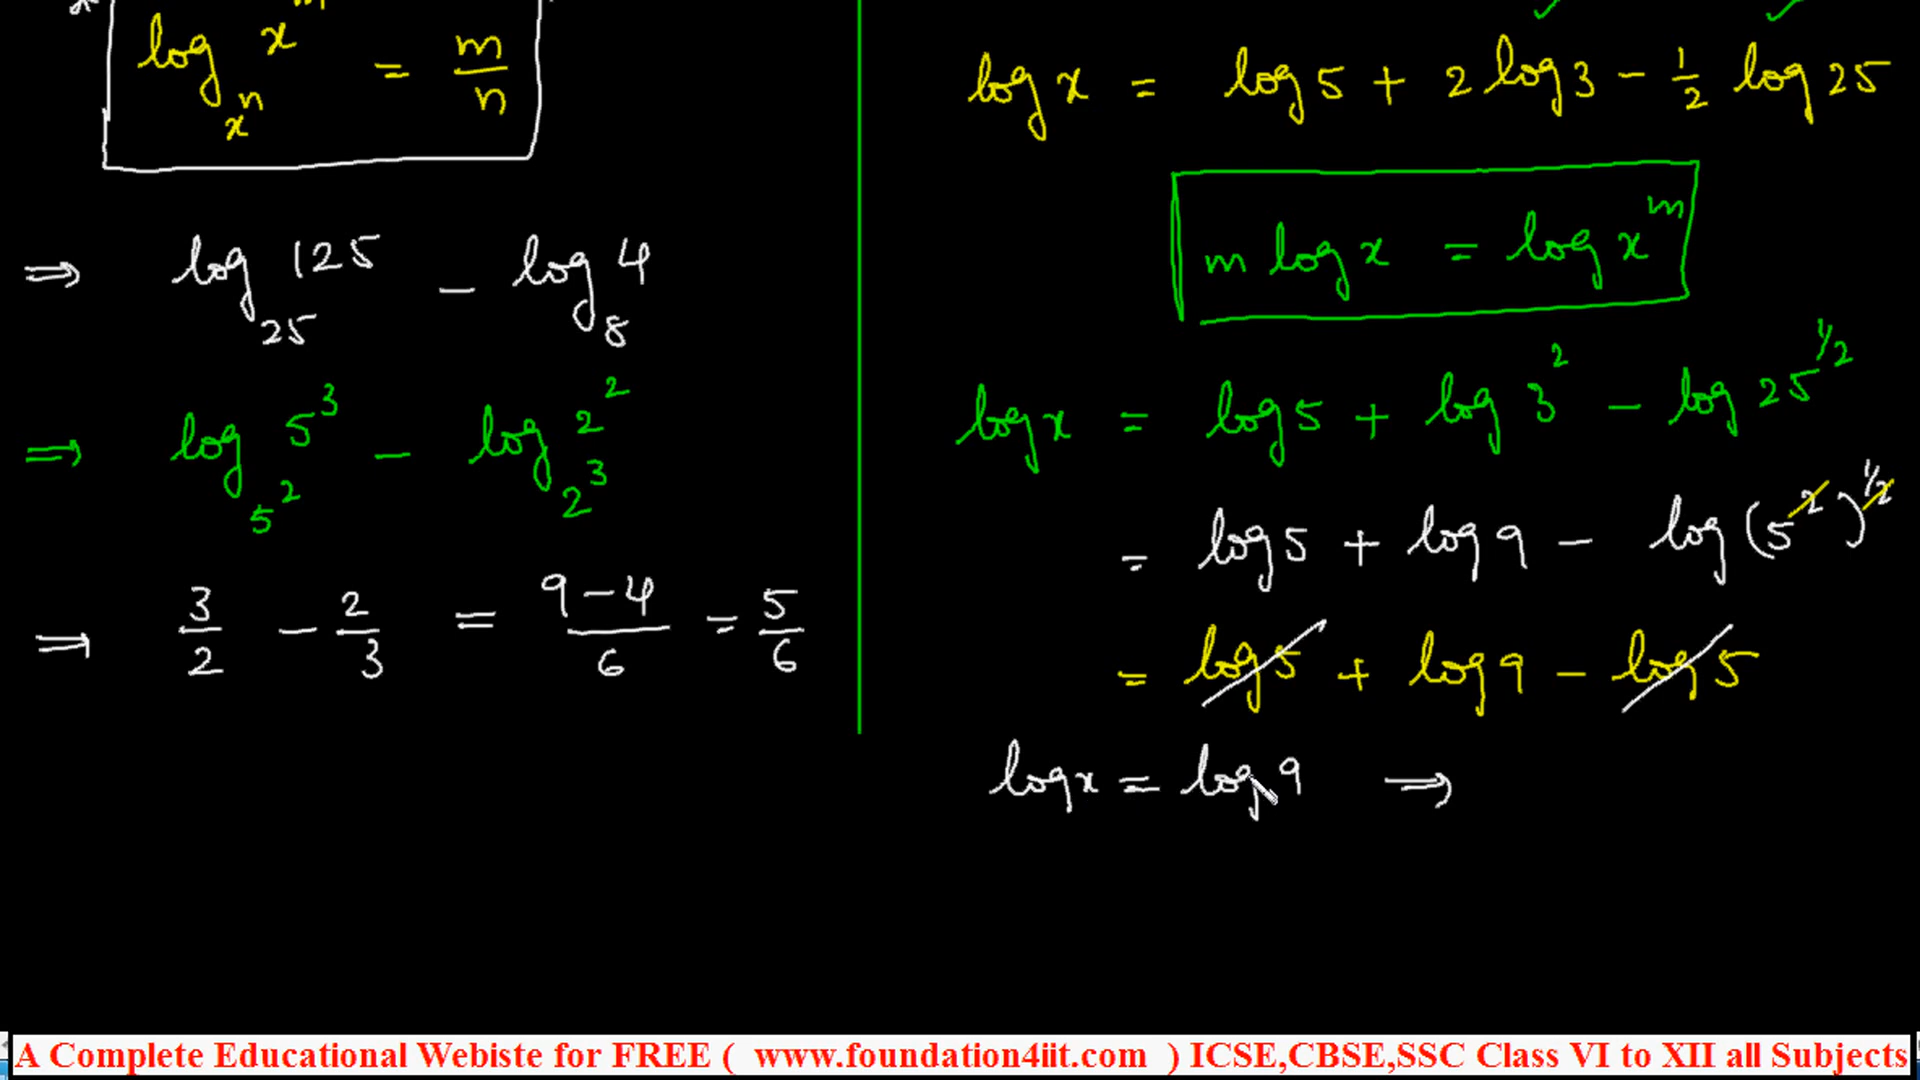 log_{x^n} x^m = m/n
⇒ log_{25} 125 − log_8 4
⇒ log_{5^2} 5^3 − log_{2^3} 2^2
⇒ 3/2 − 2/3 = (9−4)/6 = 5/6
log x = log 5 + 2 log 3 − 1/2 log 25
m log x = log x^m
log x = log 5 + log 3^2 − log 25^{1/2}
= log 5 + log 9 − log (5^2)^{1/2}
= log 5 + log 9 − log 5
log x = log 9 ⇒
A Complete Educational Webiste for FREE ( www.foundation4iit.com ) ICSE,CBSE,SSC Class VI to XII all Subjects